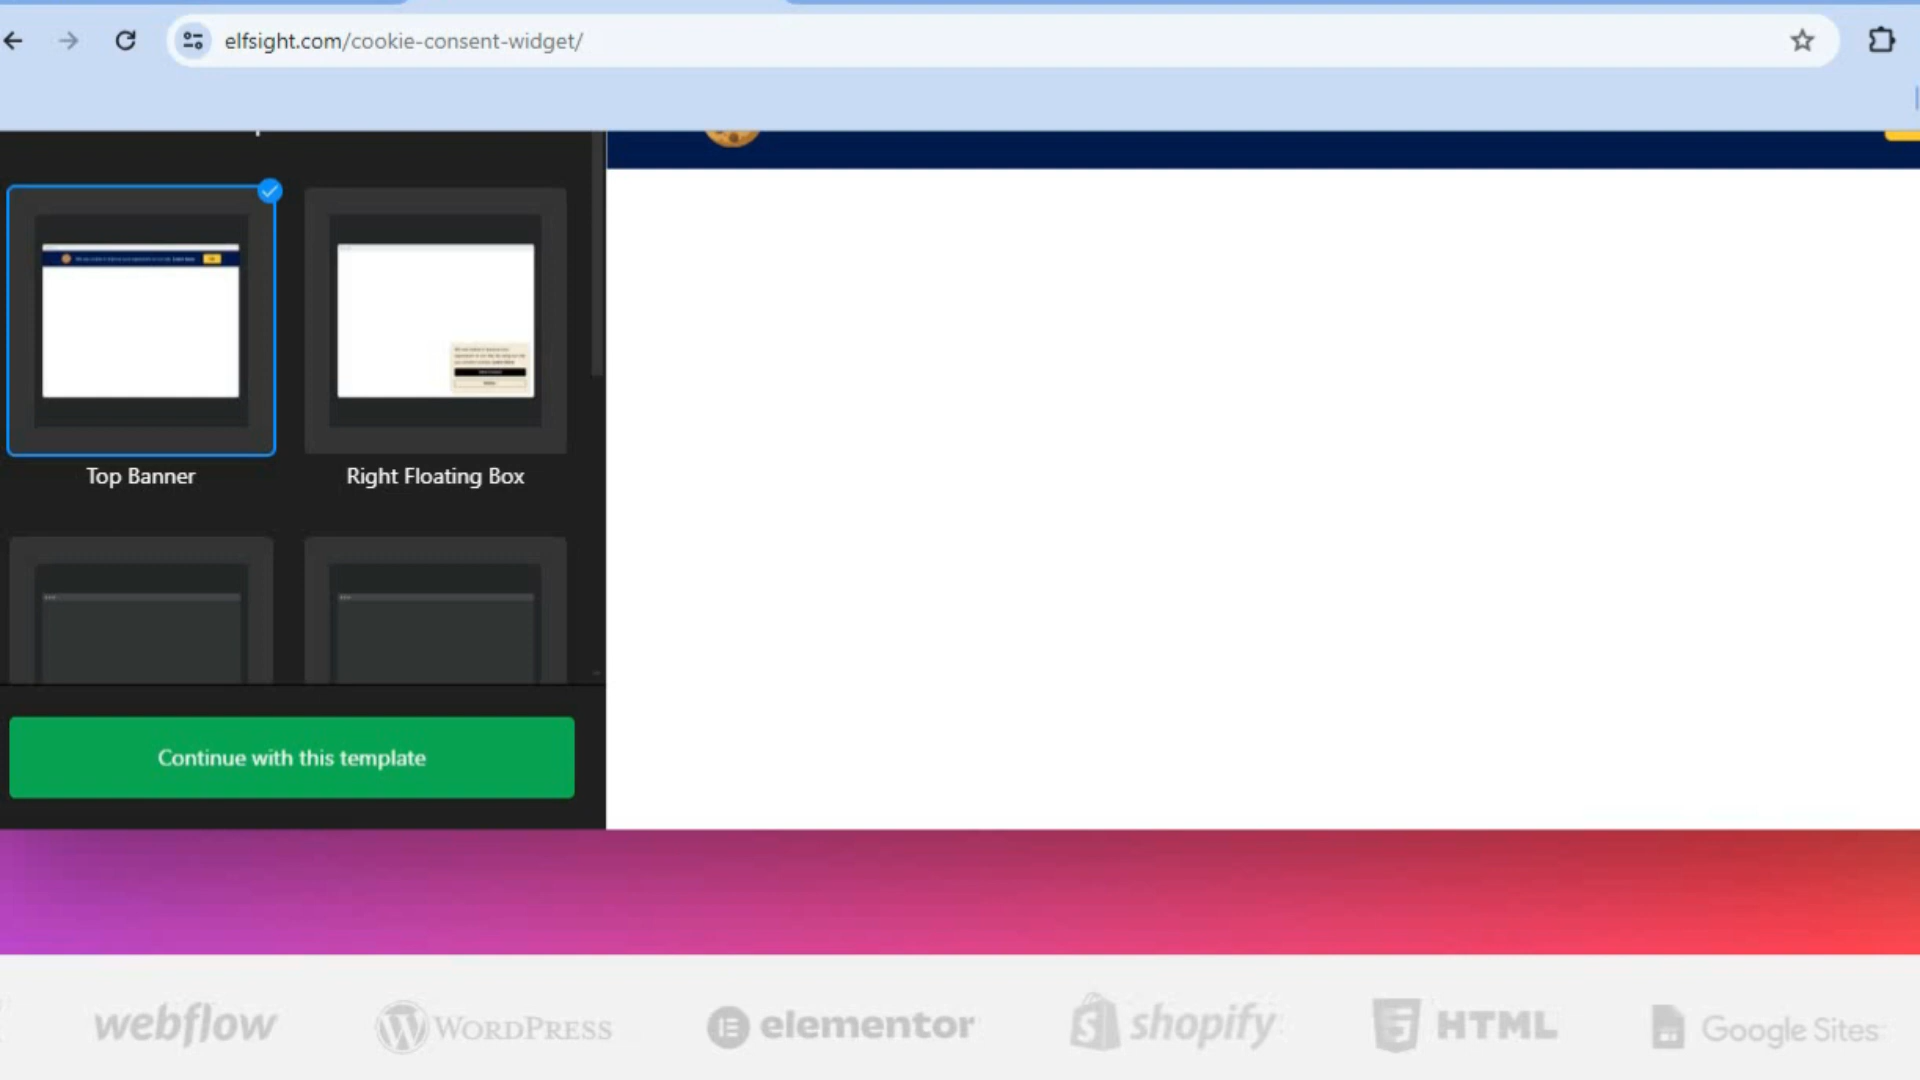 elfsight.com/cookie-consent-widget/
Top Banner
Right Floating Box
Continue with this template
webflow
WORDPRESS
elementor
shopify
HTML
Google Sites